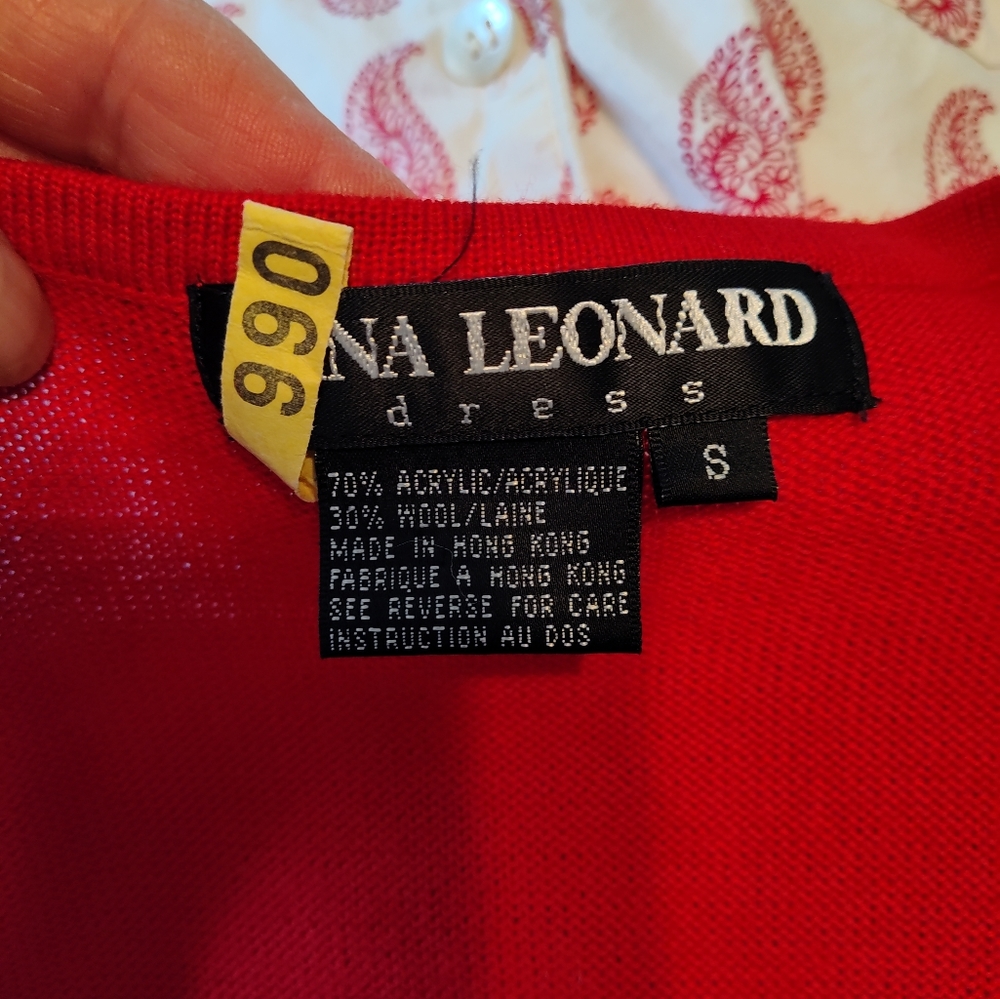 990
NA LEONARD
dress
S
70% ACRYLIC/ACRYLIQUE
30% WOOL/LAINE
MADE IN HONG KONG
FABRIQUE A HONG KONG
SEE REVERSE FOR CARE
INSTRUCTION AU DOS